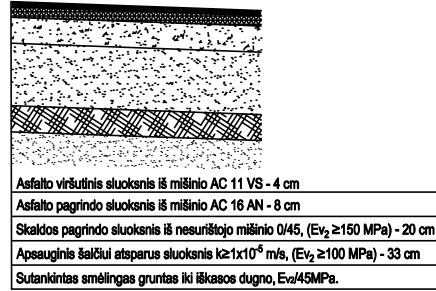 Asfalto viršutinis sluoksnis iš mišinio AC 11 VS - 4 cm
Asfalto pagrindo sluoksnis iš mišinio AC 16 AN - 8 cm
Skaldos pagrindo sluoksnis iš nesurištojo mišinio 0/45, (Ev₂ ≥150 MPa) - 20 cm
Apsauginis šalčiui atsparus sluoksnis k≥1x10⁻⁵ m/s, (Ev₂ ≥100 MPa) - 33 cm
Sutankintas smėlingas gruntas iki iškasos dugno, Ev₂/45MPa.